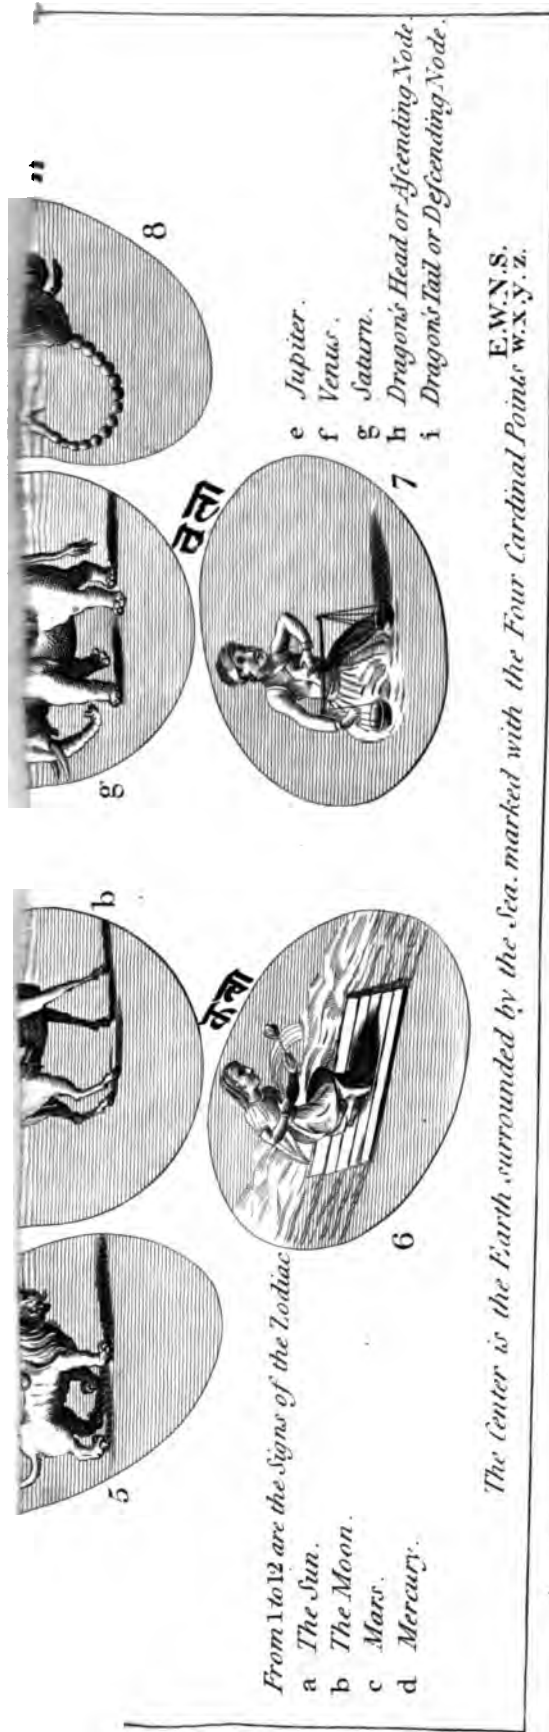 8
g
b
5
तुला
कन्या
7
6
From 1 to 12 are the Signs of the Zodiac
a The Sun.
b The Moon.
c Mars.
d Mercury.
e Jupiter.
f Venus.
g Saturn.
h Dragon's Head or Ascending Node.
i Dragon's Tail or Descending Node.
The Center is the Earth surrounded by the Sea. marked with the Four Cardinal Points E.W.N.S.
w.x.y.z.